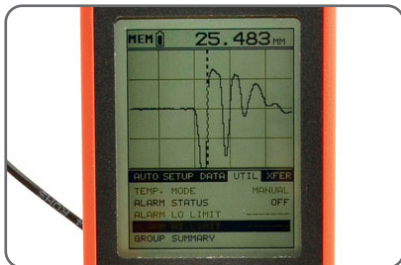 MEM 25.483 MM
AUTO SETUP DATA UTIL XFER
TEMP. MODE MANUAL
ALARM STATUS OFF
ALARM LO LIMIT --------
GROUP SUMMARY